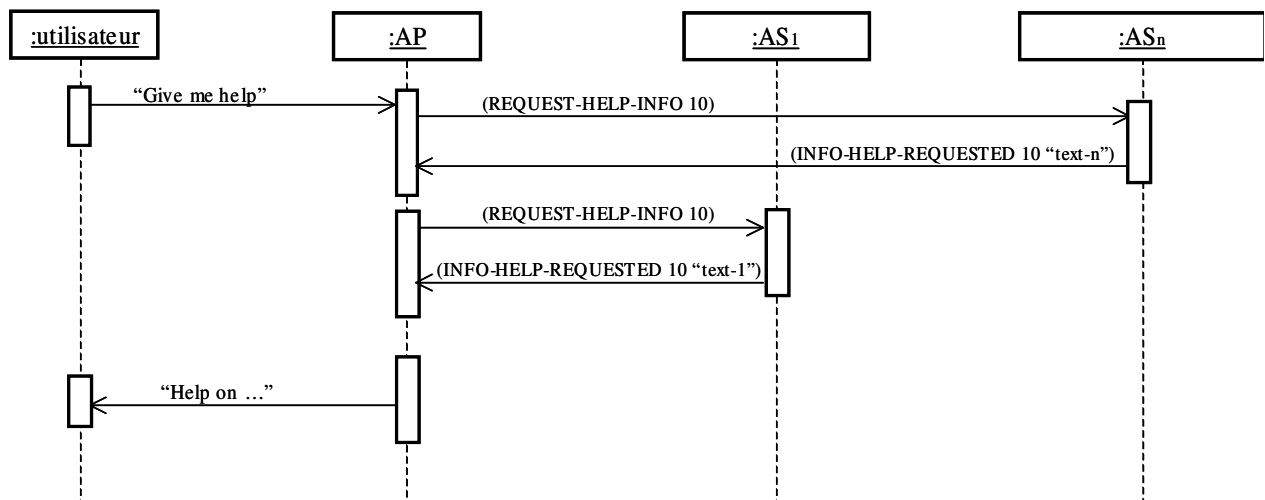 :utilisateur
:AP
:AS1
:ASn
“Give me help”
(REQUEST-HELP-INFO 10)
(INFO-HELP-REQUESTED 10 “text-n”)
(REQUEST-HELP-INFO 10)
(INFO-HELP-REQUESTED 10 “text-1”)
“Help on …”